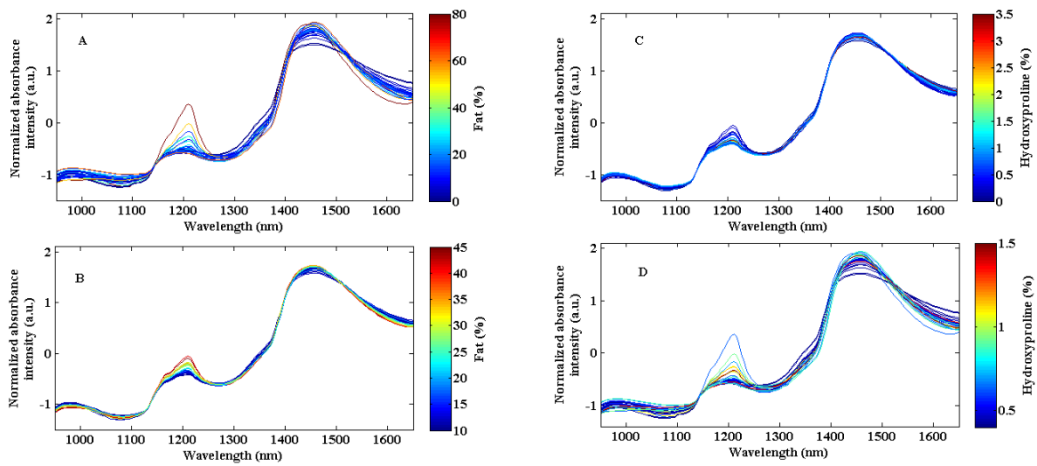 A
2
1
0
-1
1000 1100 1200 1300 1400 1500 1600
Wavelength (nm)
Normalized absorbance
intensity (a.u.)
80
60
40
20
0
Fat (%)
C
2
1
0
-1
1000 1100 1200 1300 1400 1500 1600
Wavelength (nm)
Normalized absorbance
intensity (a.u.)
3.5
3
2.5
2
1.5
1
0.5
0
Hydroxyproline (%)
B
2
1
0
-1
1000 1100 1200 1300 1400 1500 1600
Wavelength (nm)
Normalized absorbance
intensity (a.u.)
45
40
35
30
25
20
15
10
Fat (%)
D
2
1
0
-1
1000 1100 1200 1300 1400 1500 1600
Wavelength (nm)
Normalized absorbance
intensity (a.u.)
1.5
1
0.5
Hydroxyproline (%)